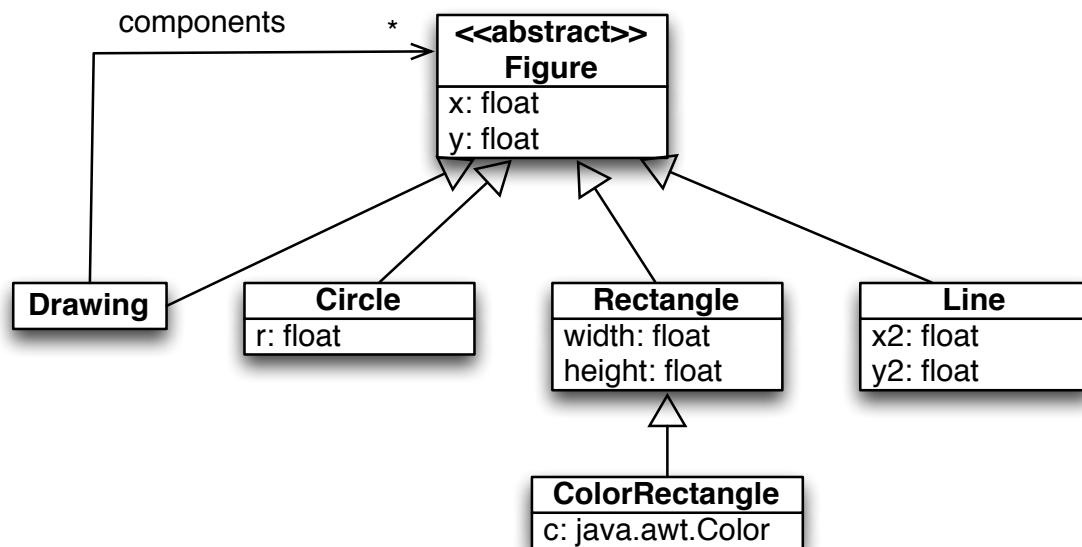 components
*
<<abstract>>
Figure
x: float
y: float
Drawing
Circle
r: float
Rectangle
width: float
height: float
Line
x2: float
y2: float
ColorRectangle
c: java.awt.Color